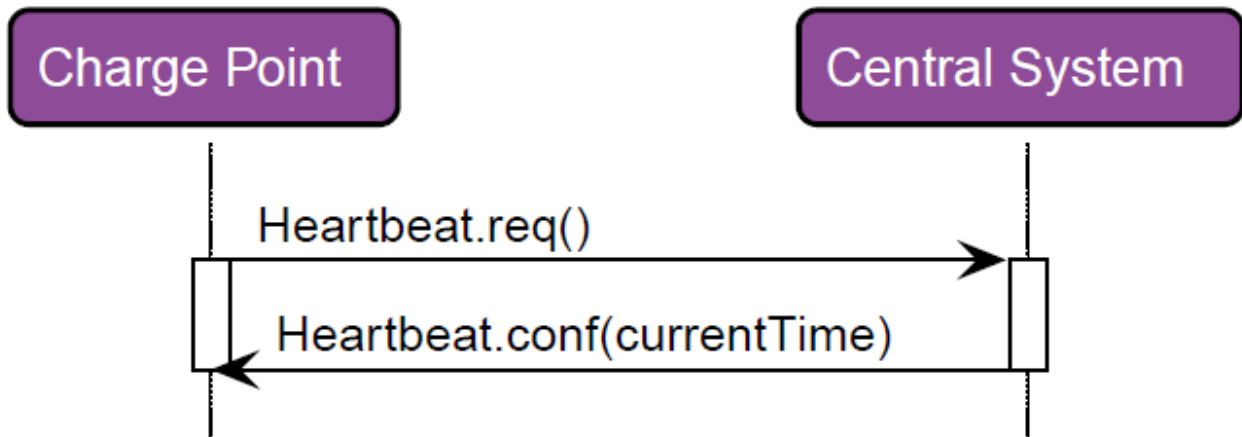 Charge Point
Central System
Heartbeat.req()
Heartbeat.conf(currentTime)